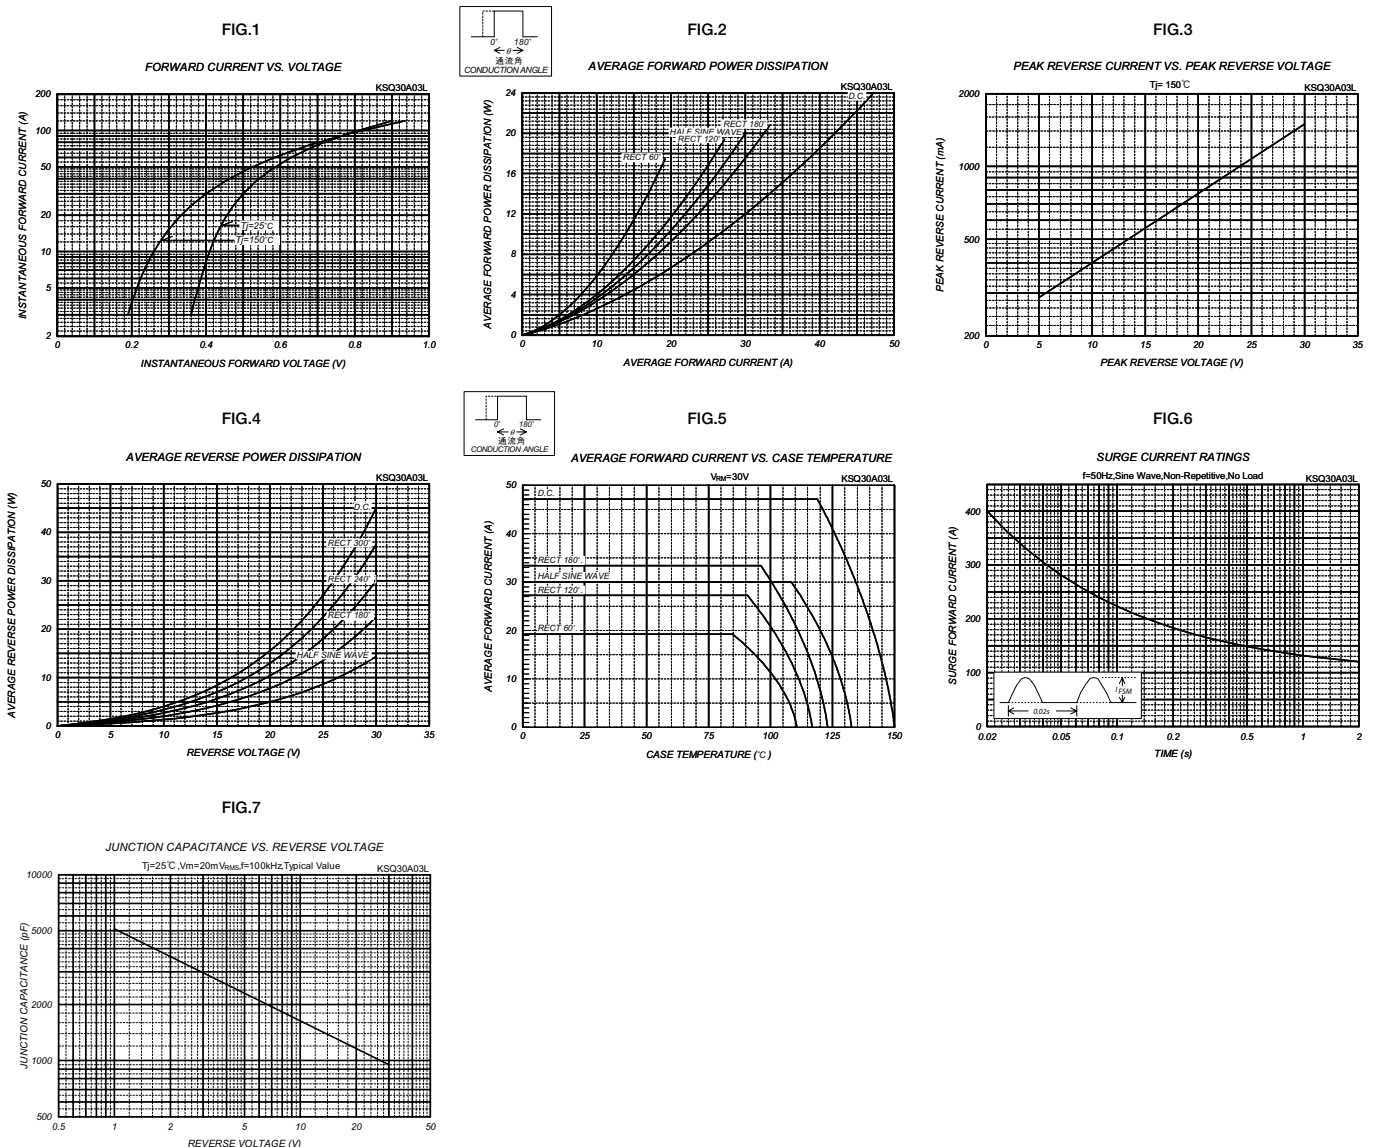 FIG.1
FORWARD CURRENT VS. VOLTAGE
KSQ30A03L
INSTANTANEOUS FORWARD CURRENT (A)
200
100
50
20
10
5
2
Tj=25°C
Tj=150°C
0 0.2 0.4 0.6 0.8 1.0
INSTANTANEOUS FORWARD VOLTAGE (V)
0° 180°
θ
通流角
CONDUCTION ANGLE
FIG.2
AVERAGE FORWARD POWER DISSIPATION
KSQ30A03L
AVERAGE FORWARD POWER DISSIPATION (W)
24
20
16
12
8
4
0
D.C.
RECT 180°
HALF SINE WAVE
RECT 120°
RECT 60°
0 10 20 30 40 50
AVERAGE FORWARD CURRENT (A)
FIG.3
PEAK REVERSE CURRENT VS. PEAK REVERSE VOLTAGE
Tj= 150℃
KSQ30A03L
PEAK REVERSE CURRENT (mA)
2000
1000
500
200
0 5 10 15 20 25 30 35
PEAK REVERSE VOLTAGE (V)
FIG.4
AVERAGE REVERSE POWER DISSIPATION
KSQ30A03L
AVERAGE REVERSE POWER DISSIPATION (W)
50
40
30
20
10
0
D.C.
RECT 300°
RECT 240°
RECT 180°
HALF SINE WAVE
0 5 10 15 20 25 30 35
REVERSE VOLTAGE (V)
0° 180°
θ
通流角
CONDUCTION ANGLE
FIG.5
AVERAGE FORWARD CURRENT VS. CASE TEMPERATURE
VRM=30V
KSQ30A03L
AVERAGE FORWARD CURRENT (A)
50
40
30
20
10
0
D.C.
RECT 180°
HALF SINE WAVE
RECT 120°
RECT 60°
0 25 50 75 100 125 150
CASE TEMPERATURE (°C)
FIG.6
SURGE CURRENT RATINGS
f=50Hz,Sine Wave,Non-Repetitive,No Load
KSQ30A03L
SURGE FORWARD CURRENT (A)
400
300
200
100
0
IFSM
0.02s
0.02 0.05 0.1 0.2 0.5 1 2
TIME (s)
FIG.7
JUNCTION CAPACITANCE VS. REVERSE VOLTAGE
Tj=25℃,Vm=20mVRMS,f=100kHz,Typical Value
KSQ30A03L
JUNCTION CAPACITANCE (pF)
10000
5000
2000
1000
500
0.5 1 2 5 10 20 50
REVERSE VOLTAGE (V)